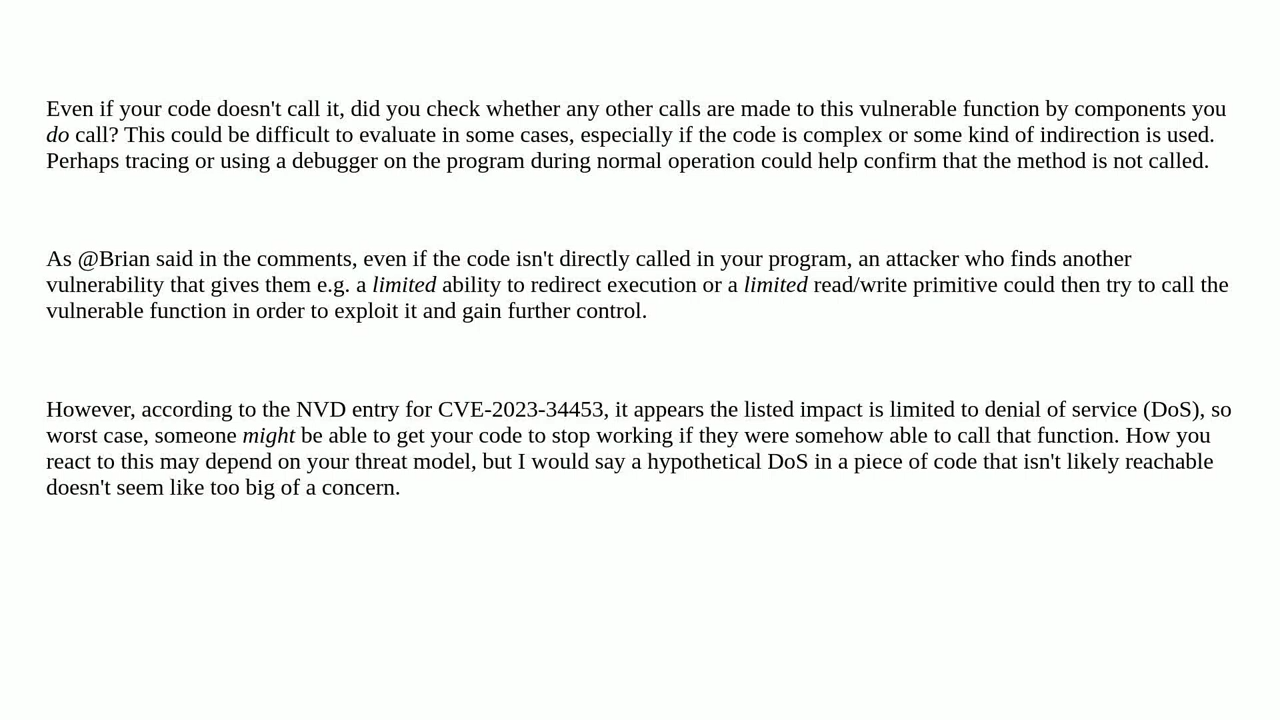 Even if your code doesn't call it, did you check whether any other calls are made to this vulnerable function by components you
do call? This could be difficult to evaluate in some cases, especially if the code is complex or some kind of indirection is used.
Perhaps tracing or using a debugger on the program during normal operation could help confirm that the method is not called.
As @Brian said in the comments, even if the code isn't directly called in your program, an attacker who finds another
vulnerability that gives them e.g. a limited ability to redirect execution or a limited read/write primitive could then try to call the
vulnerable function in order to exploit it and gain further control.
However, according to the NVD entry for CVE-2023-34453, it appears the listed impact is limited to denial of service (DoS), so
worst case, someone might be able to get your code to stop working if they were somehow able to call that function. How you
react to this may depend on your threat model, but I would say a hypothetical DoS in a piece of code that isn't likely reachable
doesn't seem like too big of a concern.